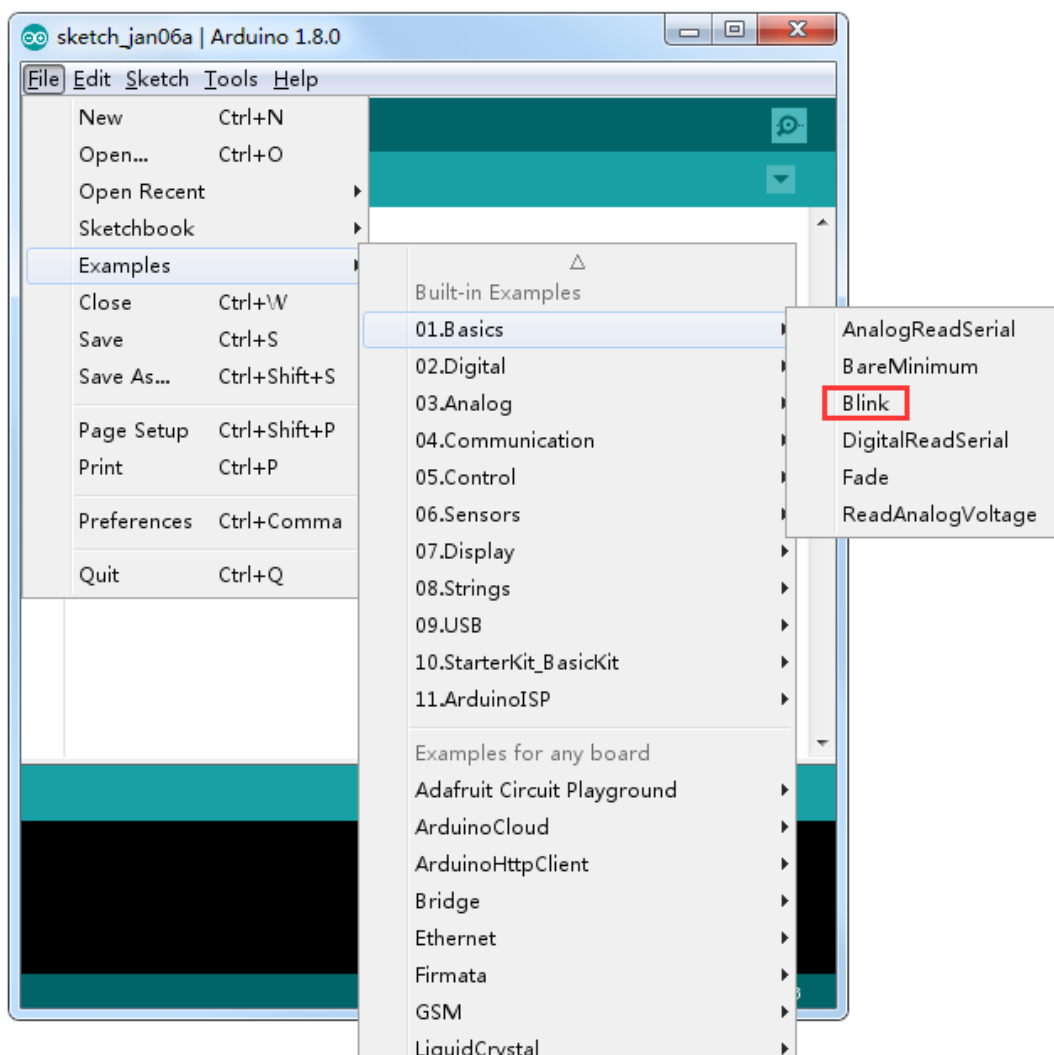 sketch_jan06a | Arduino 1.8.0
File Edit Sketch Tools Help
New Ctrl+N
Open... Ctrl+O
Open Recent
Sketchbook
Examples
Close Ctrl+W
Save Ctrl+S
Save As... Ctrl+Shift+S
Page Setup Ctrl+Shift+P
Print Ctrl+P
Preferences Ctrl+Comma
Quit Ctrl+Q
Built-in Examples
01.Basics
02.Digital
03.Analog
04.Communication
05.Control
06.Sensors
07.Display
08.Strings
09.USB
10.StarterKit_BasicKit
11.ArduinoISP
Examples for any board
Adafruit Circuit Playground
ArduinoCloud
ArduinoHttpClient
Bridge
Ethernet
Firmata
GSM
LiquidCrystal
AnalogReadSerial
BareMinimum
Blink
DigitalReadSerial
Fade
ReadAnalogVoltage